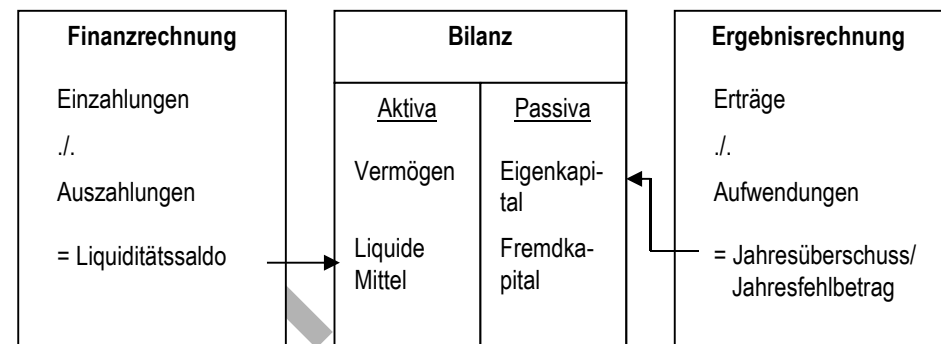 Finanzrechnung
Einzahlungen
./.
Auszahlungen
= Liquiditätssaldo
Bilanz
Aktiva
Vermögen
Liquide
Mittel
Passiva
Eigenkapi-
tal
Fremdka-
pital
Ergebnisrechnung
Erträge
./.
Aufwendungen
= Jahresüberschuss/
Jahresfehlbetrag